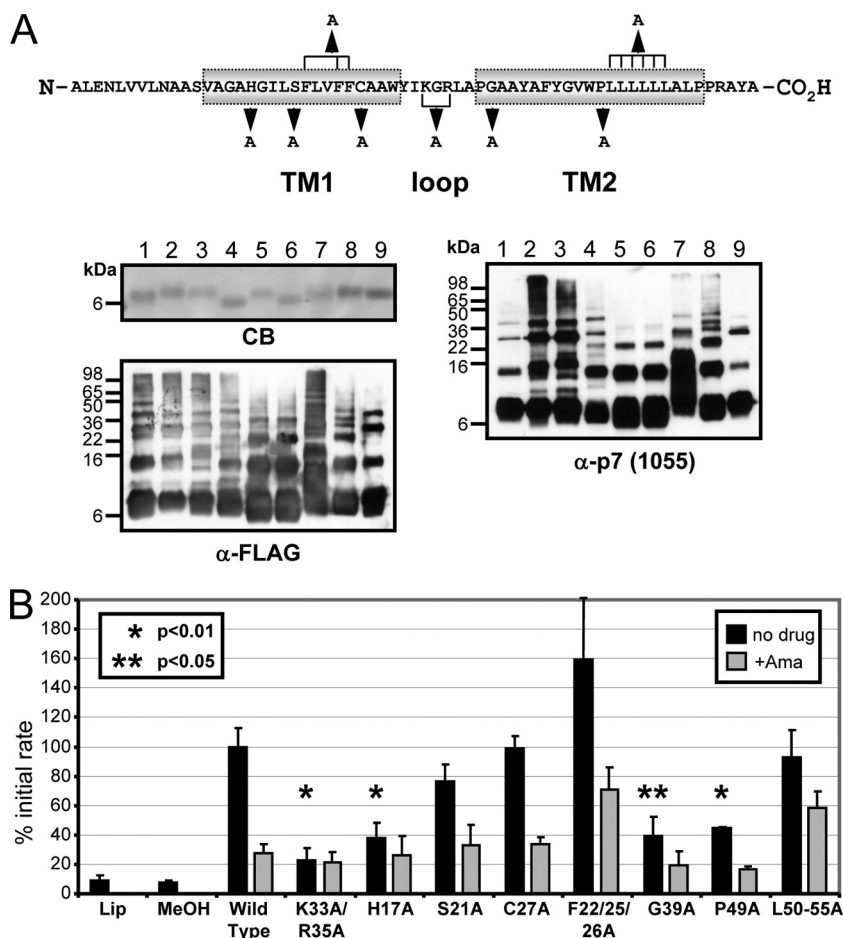 A
A A
N-ALENLVVLNAASVAGAHGILSFLVFFCAAWYIKGRLAPGAAYAFYGVWPLLLLLLALPPRAYA-CO₂H
A A A A A A
TM1 loop TM2
kDa 1 2 3 4 5 6 7 8 9
6
CB
98
65
50
36
22
16
6
α-FLAG
kDa 1 2 3 4 5 6 7 8 9
98
65
50
36
22
16
6
α-p7 (1055)
B
* p<0.01
** p<0.05
no drug
+Ama
% initial rate
200
180
160
140
120
100
80
60
40
20
0
* * ** *
Lip MeOH Wild Type K33A/R35A H17A S21A C27A F22/25/26A G39A P49A L50-55A